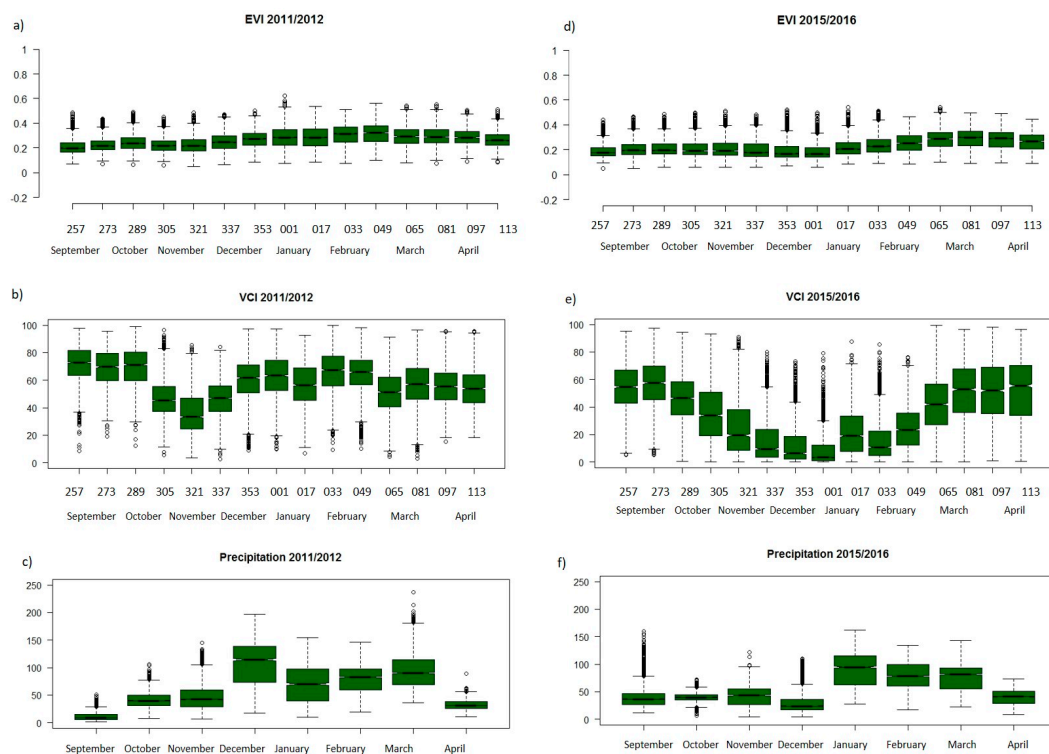 a)
EVI 2011/2012
1
0.8
0.6
0.4
0.2
-0.2
257 273 289 305 321 337 353 001 017 033 049 065 081 097 113
September October November December January February March April
b)
VCI 2011/2012
100
80
60
40
20
0
257 273 289 305 321 337 353 001 017 033 049 065 081 097 113
September October November December January February March April
c)
Precipitation 2011/2012
250
200
150
100
50
0
September October November December January February March April
d)
EVI 2015/2016
1
0.8
0.6
0.4
0.2
-0.2
257 273 289 305 321 337 353 001 017 033 049 065 081 097 113
September October November December January February March April
e)
VCI 2015/2016
100
80
60
40
20
0
257 273 289 305 321 337 353 001 017 033 049 065 081 097 113
September October November December January February March April
f)
Precipitation 2015/2016
250
200
150
100
50
0
September October November December January February March April